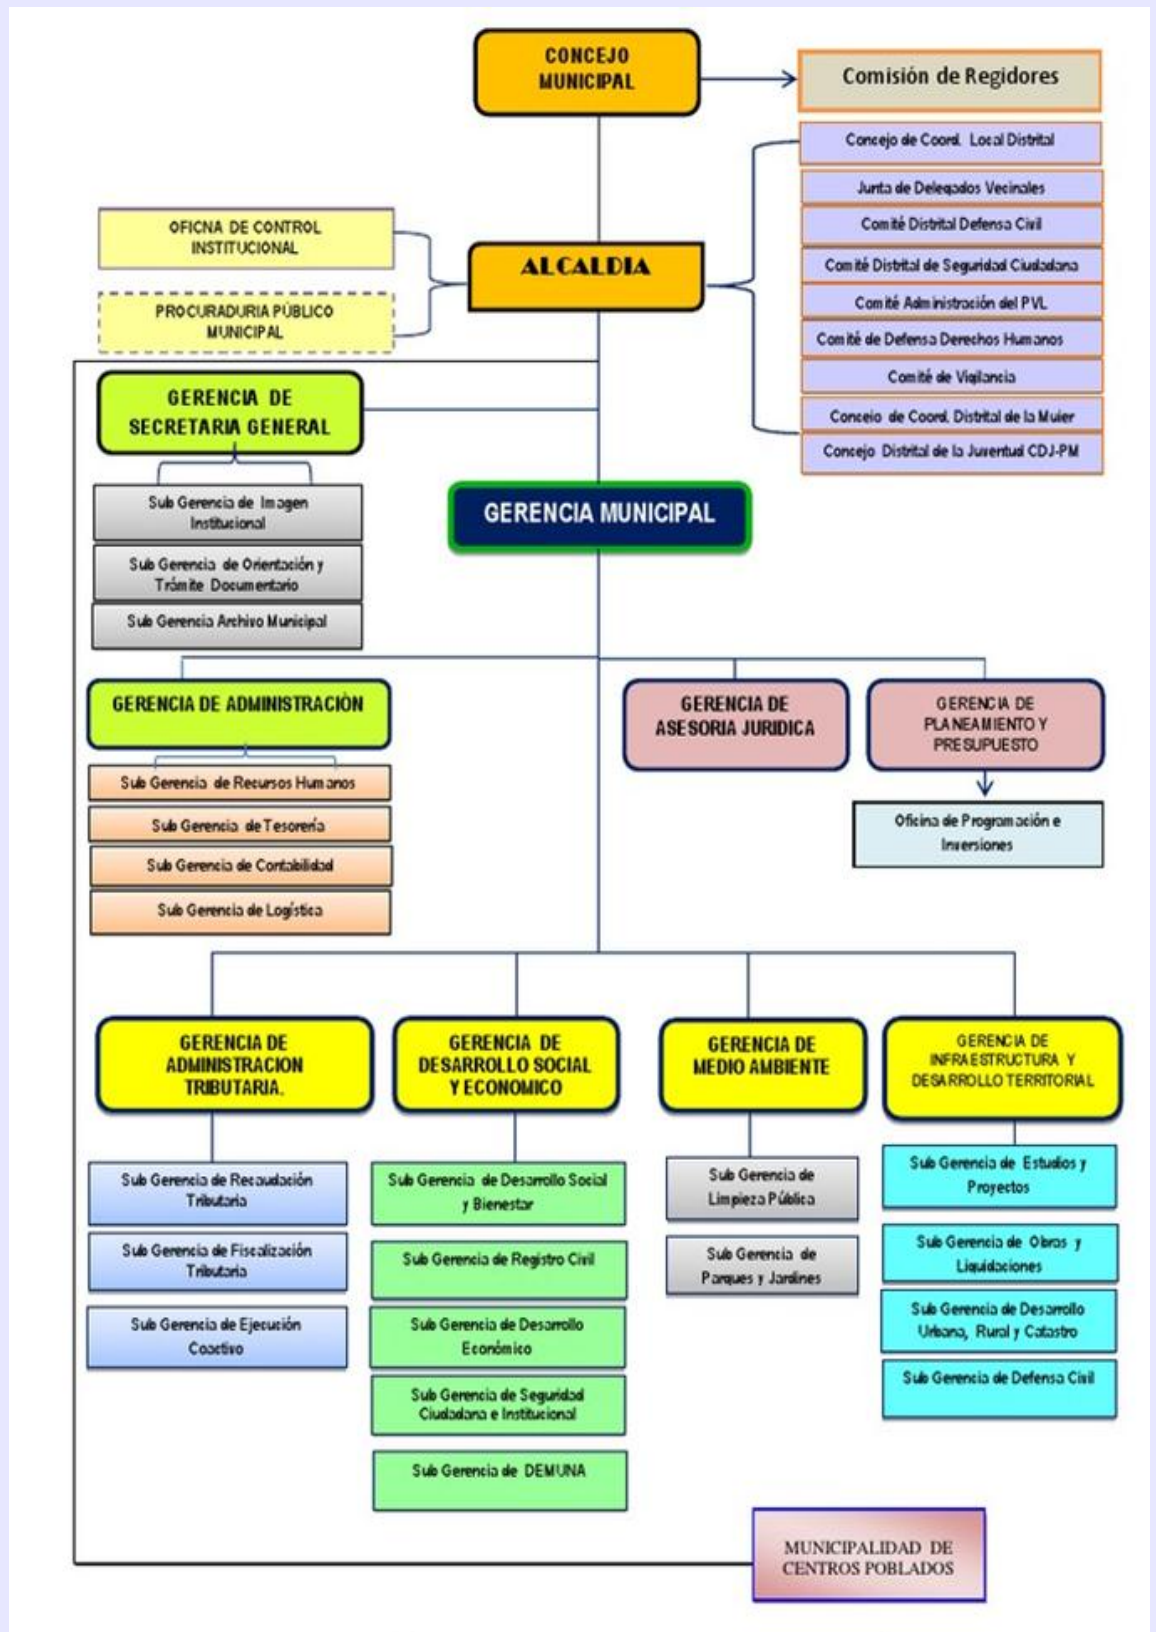 CONCEJO
MUNICIPAL
Comisión de Regidores
Concejo de Coord. Local Distrital
Junta de Delegados Vecinales
Comité Distrital Defensa Civil
Comité Distrital de Seguridad Ciudadana
Comité Administración del PVL
Comité de Defensa Derechos Humanos
Comité de Vigilancia
Concejo de Coord. Distrital de la Mujer
Concejo Distrital de la Juventud CDJ-PM
OFICNA DE CONTROL
INSTITUCIONAL
ALCALDIA
PROCURADURIA PÚBLICO
MUNICIPAL
GERENCIA DE
SECRETARIA GENERAL
Sub Gerencia de Imagen
Institucional
Sub Gerencia de Orientación y
Trámite Documentario
Sub Gerencia Archivo Municipal
GERENCIA MUNICIPAL
GERENCIA DE ADMINISTRACIÒN
Sub Gerencia de Recursos Humanos
Sub Gerencia de Tesorería
Sub Gerencia de Contabilidad
Sub Gerencia de Logística
GERENCIA DE
ASESORIA JURIDICA
GERENCIA DE
PLANEAMIENTO Y
PRESUPUESTO
Oficina de Programación e
Inversiones
GERENCIA DE
ADMINISTRACION
TRIBUTARIA.
Sub Gerencia de Recaudación
Tributaria
Sub Gerencia de Fiscalización
Tributaria
Sub Gerencia de Ejecución
Coactivo
GERENCIA DE
DESARROLLO SOCIAL
Y ECONOMICO
Sub Gerencia de Desarrollo Social
y Bienestar
Sub Gerencia de Registro Civil
Sub Gerencia de Desarrollo
Económico
Sub Gerencia de Seguridad
Ciudadana e Institucional
Sub Gerencia de DEMUNA
GERENCIA DE
MEDIO AMBIENTE
Sub Gerencia de
Limpieza Pública
Sub Gerencia de
Parques y Jardines
GERENCIA DE
INFRAESTRUCTURA Y
DESARROLLO TERRITORIAL
Sub Gerencia de Estudios y
Proyectos
Sub Gerencia de Obras y
Liquidaciones
Sub Gerencia de Desarrollo
Urbana, Rural y Catastro
Sub Gerencia de Defensa Civil
MUNICIPALIDAD DE
CENTROS POBLADOS